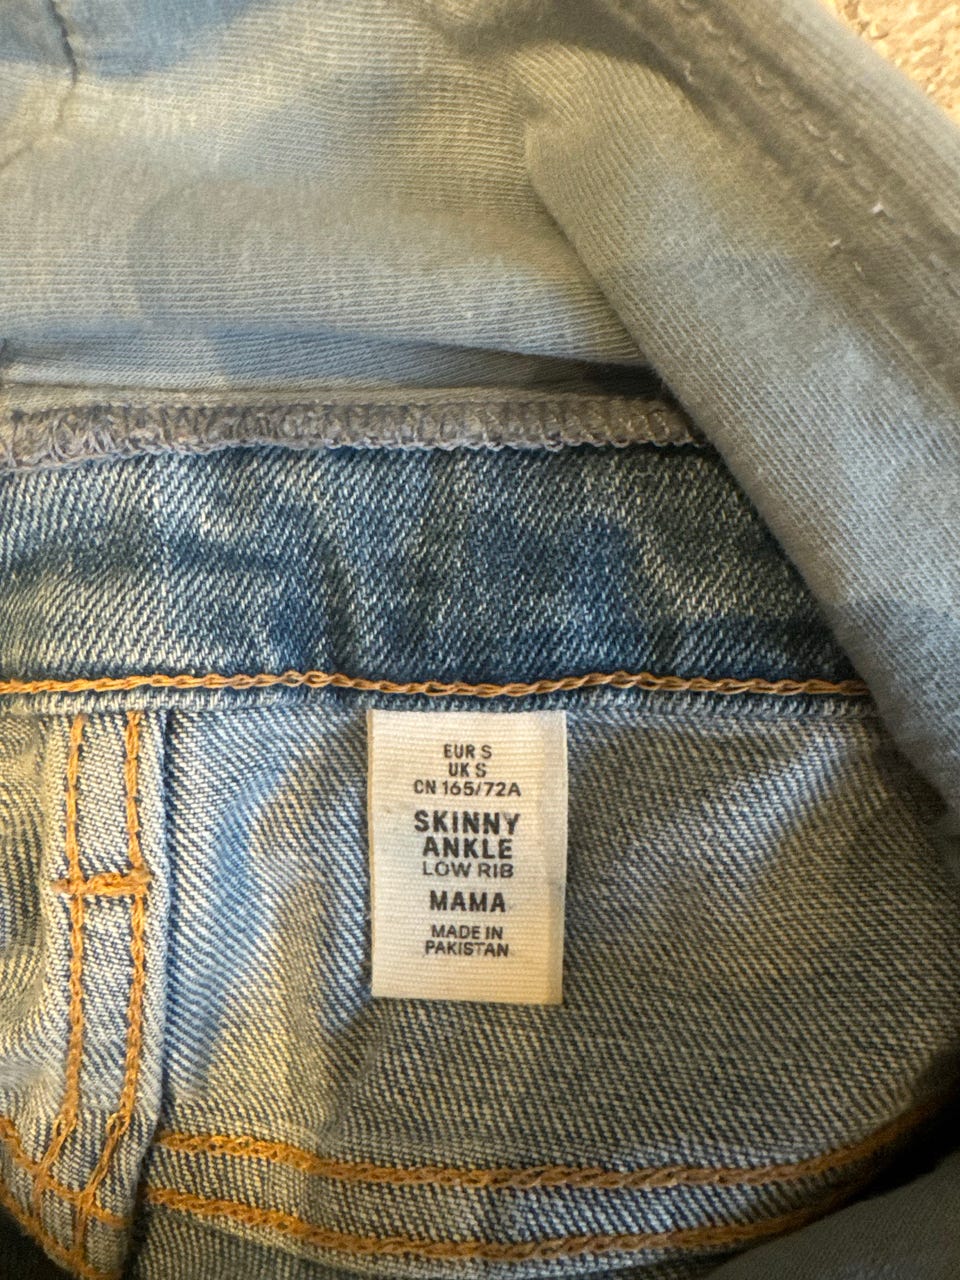 EUR S
UK S
CN 165/72A
SKINNY
ANKLE
LOW RIB
MAMA
MADE IN
PAKISTAN